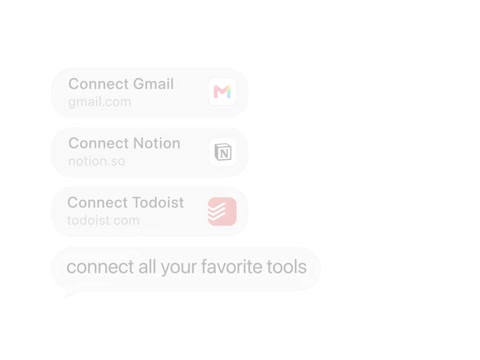 Connect Gmail
gmail.com
Connect Notion
notion.so
Connect Todoist
todoist.com
connect all your favorite tools